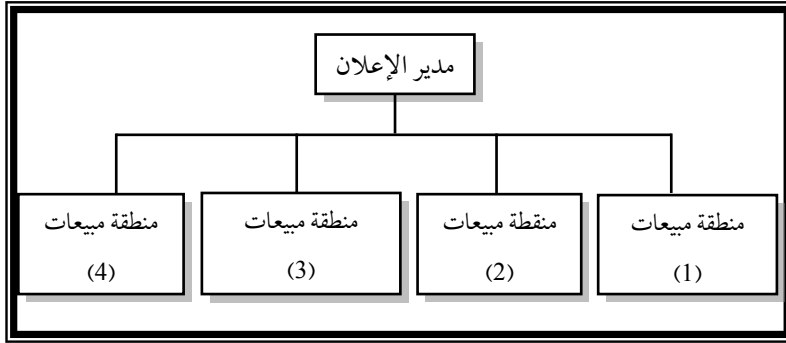 مدير الإعلان
منطقة مبيعات
(1)
منقطة مبيعات
(2)
منطقة مبيعات
(3)
منطقة مبيعات
(4)